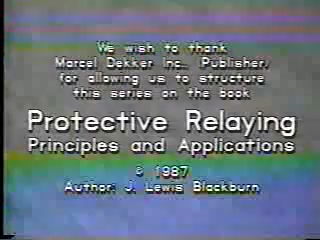 We wish to thank
Marcel Dekker Inc., (Publisher)
for allowing us to structure
this series on the book
Protective Relaying
Principles and Applications
© 1987
Author: J. Lewis Blackburn